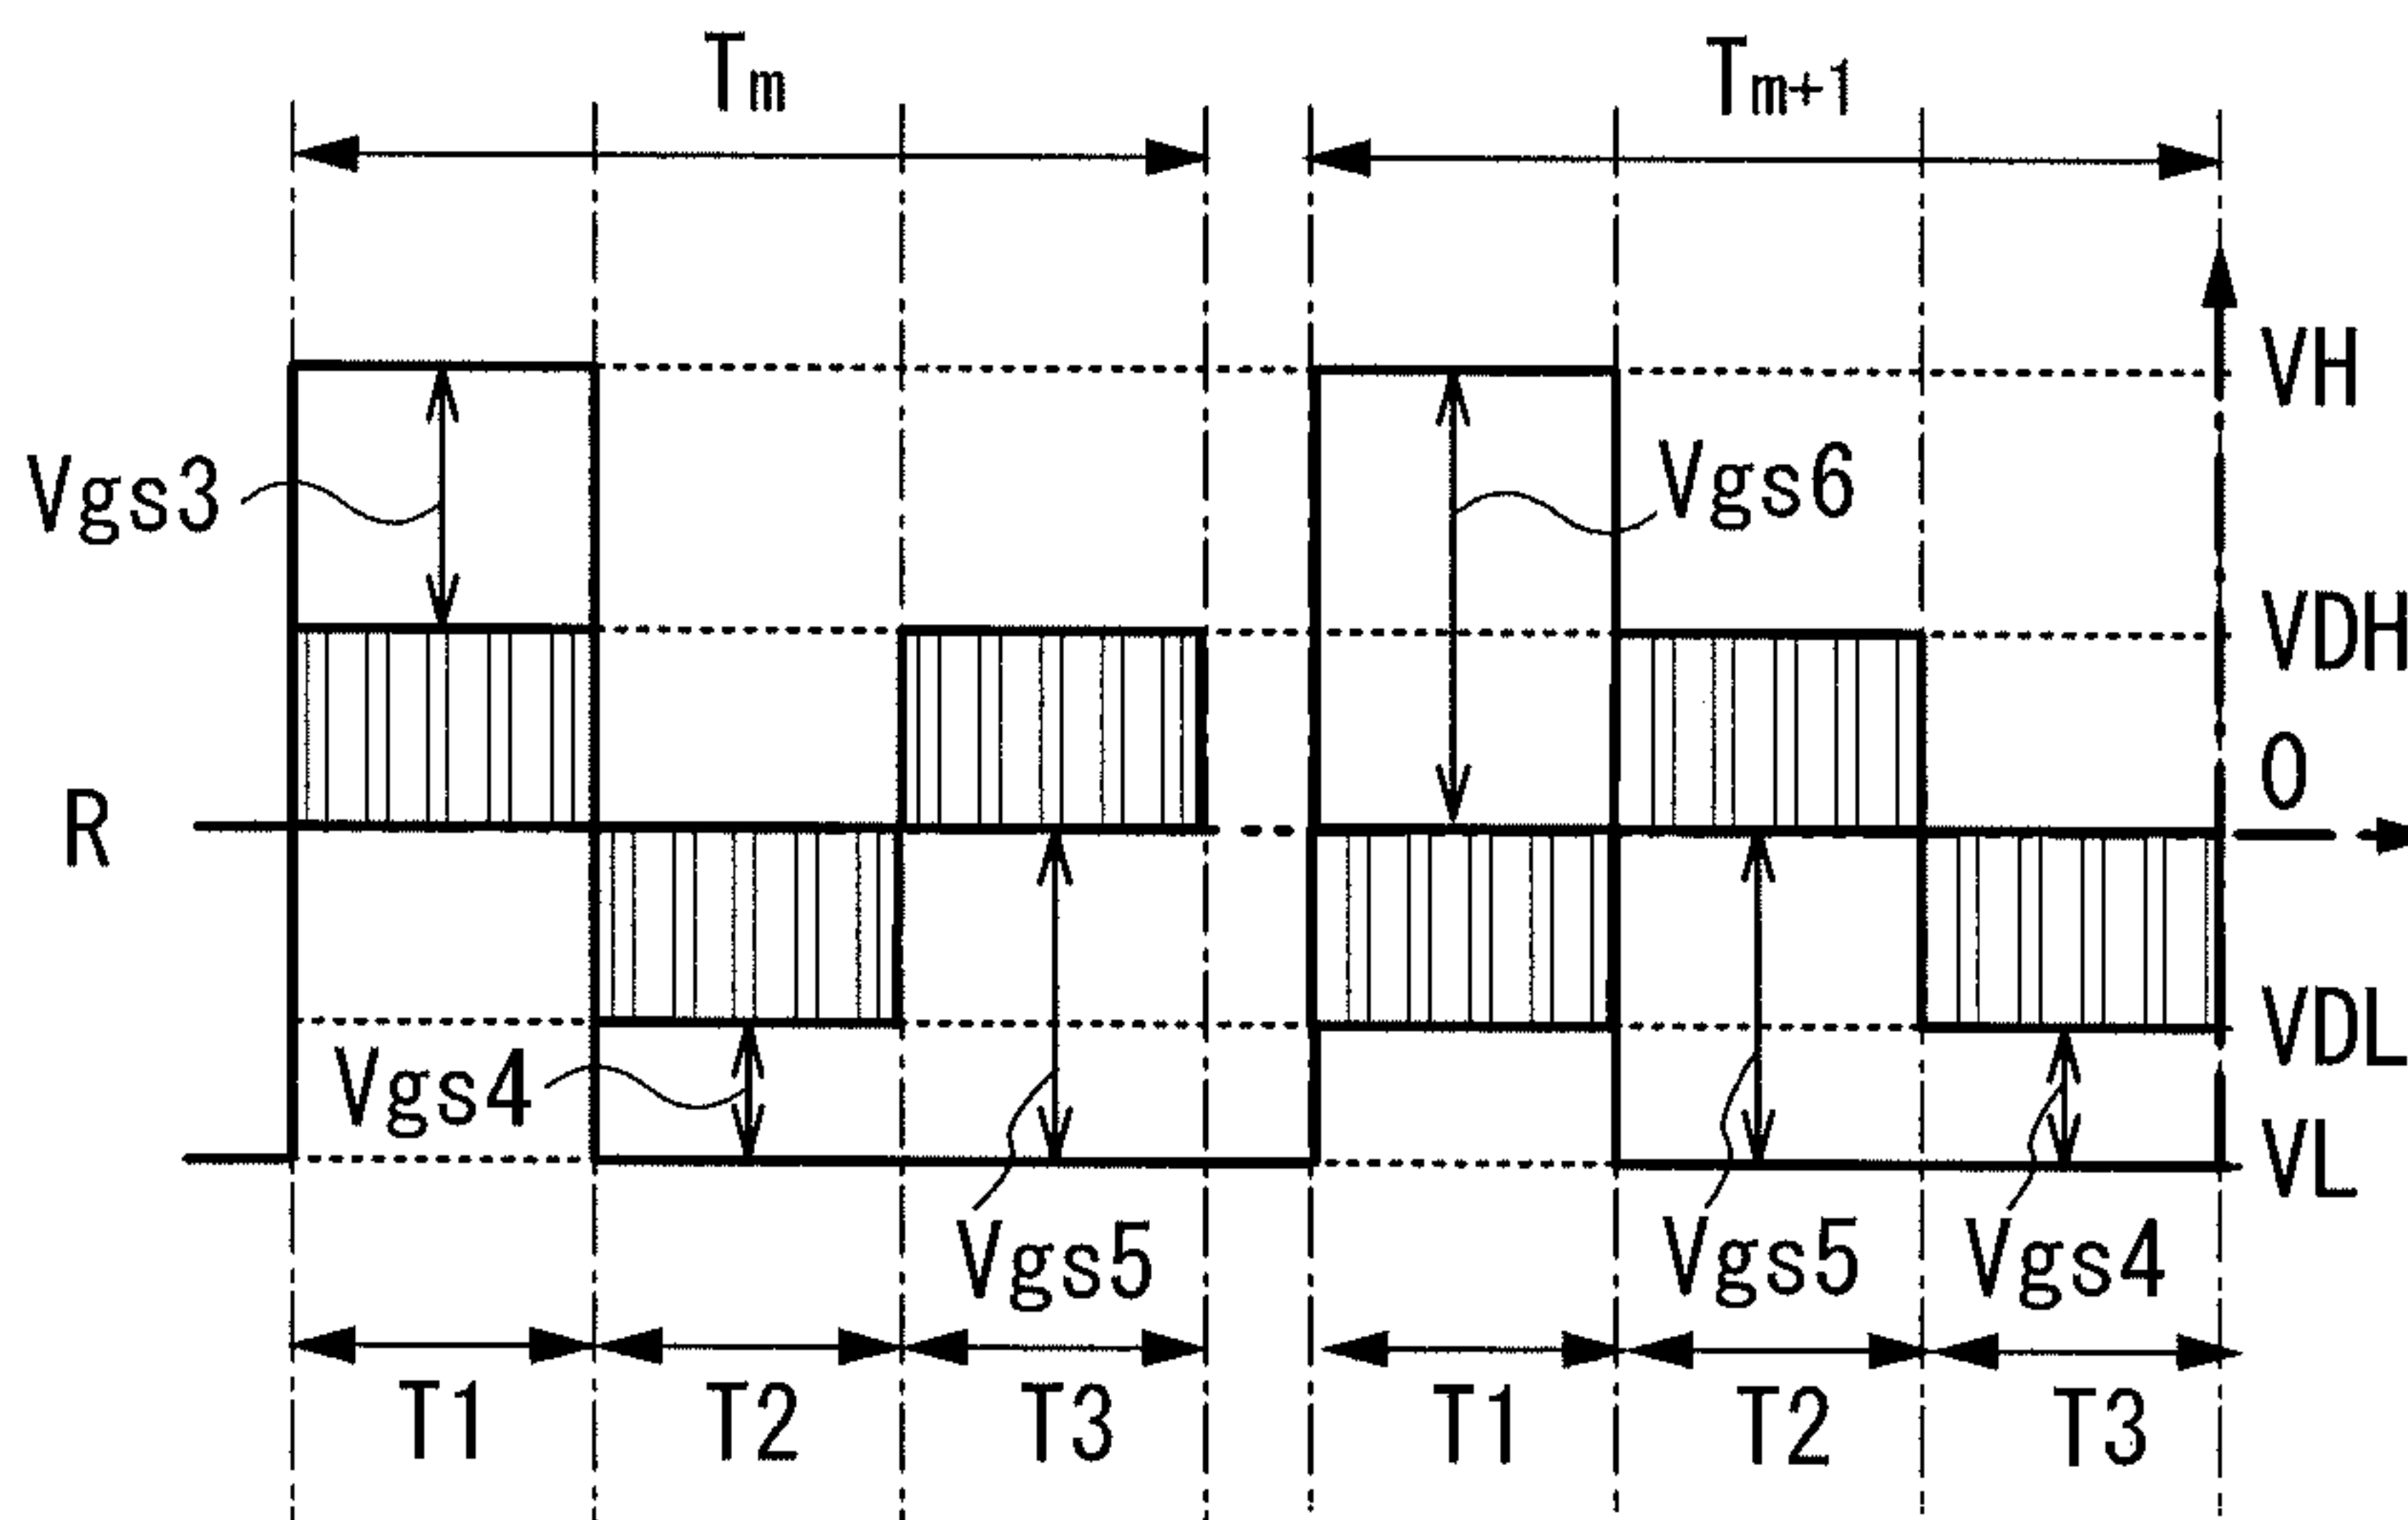 Tm Tm+1
VH
Vgs3 Vgs6
VDH
O
R
VDL
Vgs4
VL
Vgs5 Vgs5 Vgs4
T1 T2 T3 T1 T2 T3